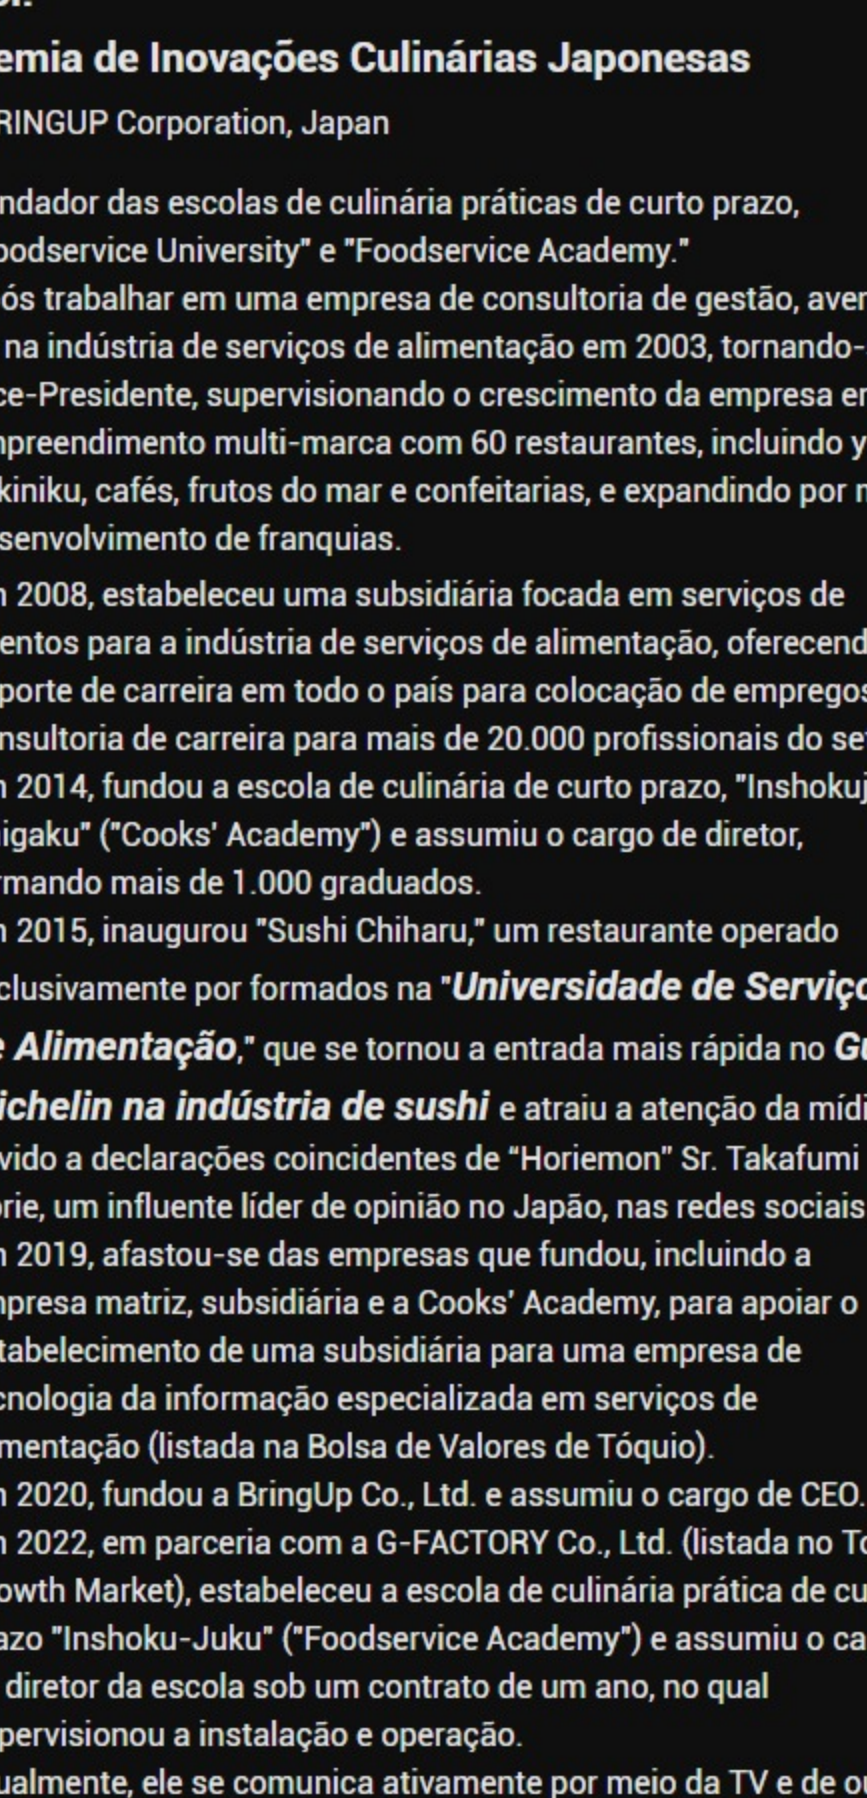 emia de Inovações Culinárias Japonesas
RINGUP Corporation, Japan
ndador das escolas de culinária práticas de curto prazo,
oodservice University" e "Foodservice Academy."
ós trabalhar em uma empresa de consultoria de gestão, aven
na indústria de serviços de alimentação em 2003, tornando-
ce-Presidente, supervisionando o crescimento da empresa em
mpreendimento multi-marca com 60 restaurantes, incluindo y
kiniku, cafés, frutos do mar e confeitarias, e expandindo por m
senvolvimento de franquias.
n 2008, estabeleceu uma subsidiária focada em serviços de
entos para a indústria de serviços de alimentação, oferecend
porte de carreira em todo o país para colocação de empregos
nsultoria de carreira para mais de 20.000 profissionais do se
n 2014, fundou a escola de culinária de curto prazo, "Inshokuj
igaku" ("Cooks' Academy") e assumiu o cargo de diretor,
rmando mais de 1.000 graduados.
n 2015, inaugurou "Sushi Chiharu," um restaurante operado
clusivamente por formados na "Universidade de Serviço
e Alimentação," que se tornou a entrada mais rápida no Gu
ichelin na indústria de sushi e atraiu a atenção da mídi
vido a declarações coincidentes de “Horiemon” Sr. Takafumi
orie, um influente líder de opinião no Japão, nas redes sociais
n 2019, afastou-se das empresas que fundou, incluindo a
mpresa matriz, subsidiária e a Cooks' Academy, para apoiar o
tabelecimento de uma subsidiária para uma empresa de
cnologia da informação especializada em serviços de
mentação (listada na Bolsa de Valores de Tóquio).
n 2020, fundou a BringUp Co., Ltd. e assumiu o cargo de CEO.
n 2022, em parceria com a G-FACTORY Co., Ltd. (listada no To
owth Market), estabeleceu a escola de culinária prática de cu
azo "Inshoku-Juku" ("Foodservice Academy") e assumiu o ca
diretor da escola sob um contrato de um ano, no qual
pervisionou a instalação e operação.
ualmente, ele se comunica ativamente por meio da TV e de ou